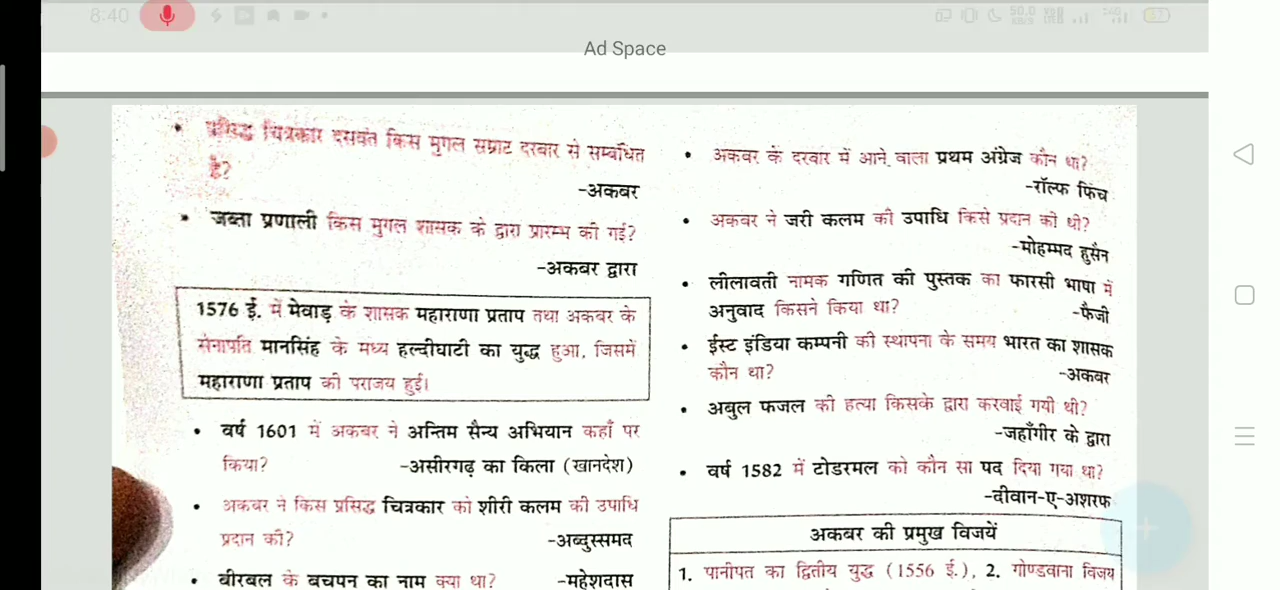 8:40
50.0
KB/S
Ad Space
• प्रसिद्ध चित्रकार दसवंत किस मुगल सम्राट दरबार से सम्बंधित
है?
-अकबर
• जब्ता प्रणाली किस मुगल शासक के द्वारा प्रारम्भ की गई?
-अकबर द्वारा
1576 ई. में मेवाड़ के शासक महाराणा प्रताप तथा अकबर के
सेनापति मानसिंह के मध्य हल्दीघाटी का युद्ध हुआ, जिसमें
महाराणा प्रताप की पराजय हुई।
• वर्ष 1601 में अकबर ने अन्तिम सैन्य अभियान कहाँ पर
किया? -असीरगढ़ का किला (खानदेश)
• अकबर ने किस प्रसिद्ध चित्रकार को शीरी कलम की उपाधि
प्रदान की? -अब्दुस्समद
• बीरबल के बचपन का नाम क्या था? -महेशदास
• अकबर के दरबार में आने वाला प्रथम अंग्रेज कौन था?
-रॉल्फ फिंच
• अकबर ने जरी कलम की उपाधि किसे प्रदान की थी?
-मोहम्मद हुसैन
• लीलावती नामक गणित की पुस्तक का फारसी भाषा में
अनुवाद किसने किया था? -फैजी
• ईस्ट इंडिया कम्पनी की स्थापना के समय भारत का शासक
कौन था? -अकबर
• अबुल फजल की हत्या किसके द्वारा करवाई गयी थी?
-जहाँगीर के द्वारा
• वर्ष 1582 में टोडरमल को कौन सा पद दिया गया था?
-दीवान-ए-अशरफ
अकबर की प्रमुख विजयें
1. पानीपत का द्वितीय युद्ध (1556 ई.), 2. गोण्डवाना विजय